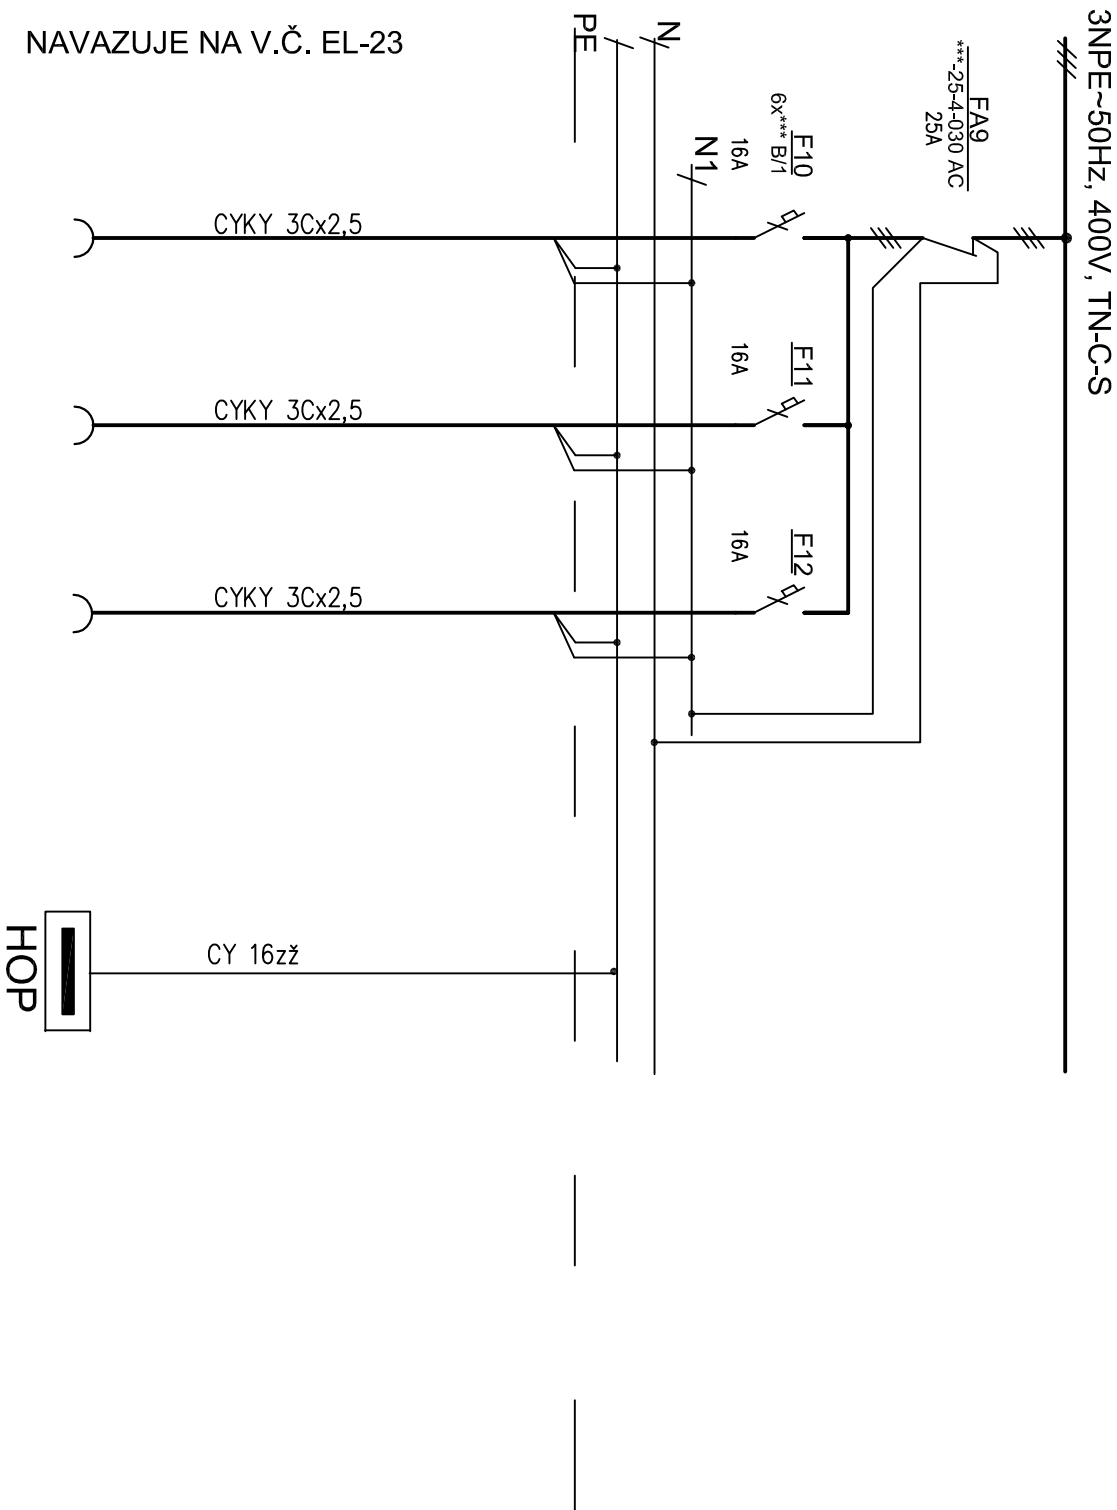 NAVAZUJE NA V.Č. EL-23
3NPE~50Hz, 400V, TN-C-S
FA9
***-25-4-030 AC
25A
PE
N
N1
F10
6x*** B/1
16A
CYKY 3Cx2,5
F11
16A
CYKY 3Cx2,5
F12
16A
CYKY 3Cx2,5
CY 16zž
HOP